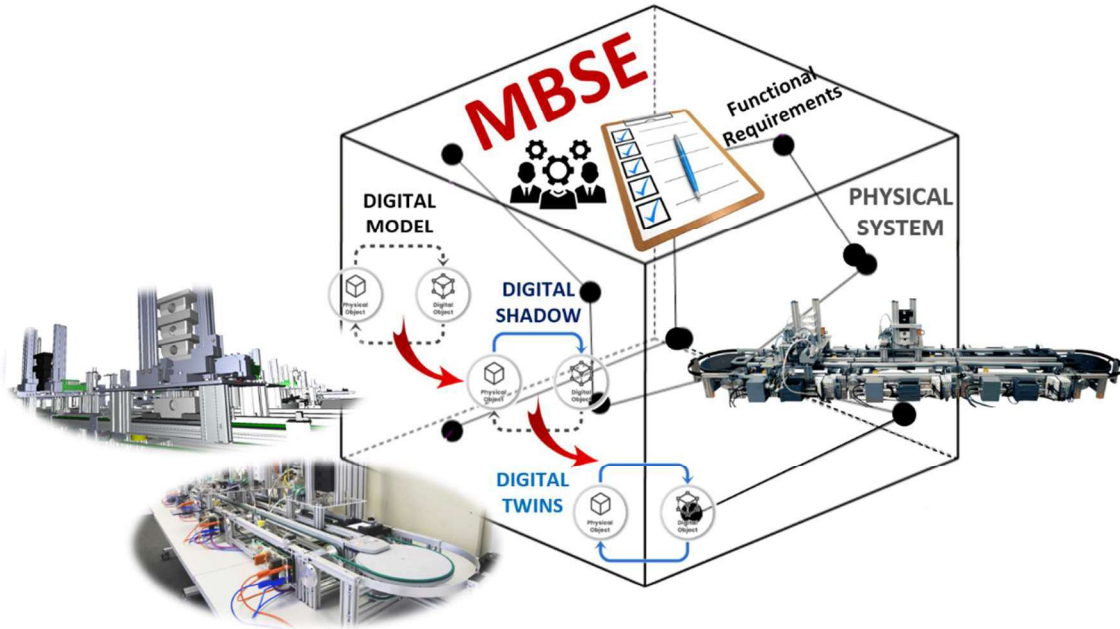 MBSE
Functional
Requirements
DIGITAL
MODEL
PHYSICAL
SYSTEM
Physical
Object
Digital
Object
DIGITAL
SHADOW
Physical
Object
Digital
Object
DIGITAL
TWINS
Physical
Object
Digital
Object